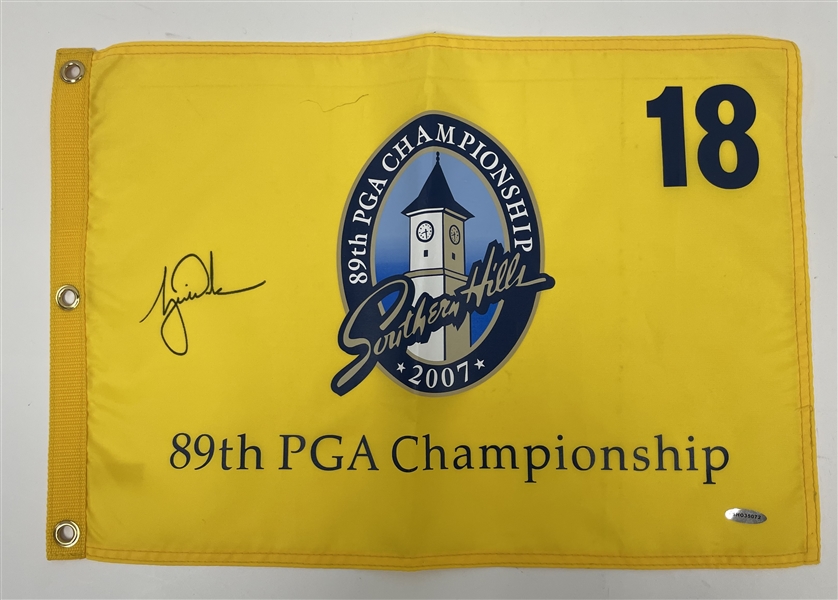 18
89th PGA CHAMPIONSHIP
Southern Hills
2007
89th PGA Championship